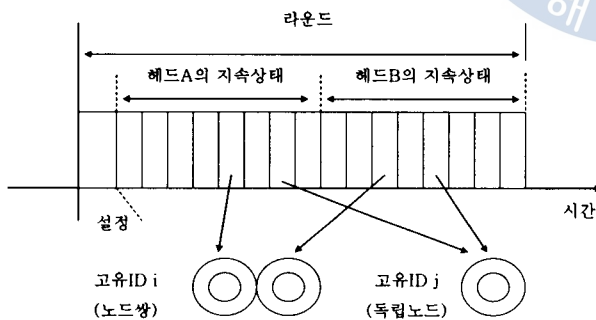 해
라운드
헤드A의 지속상태
헤드B의 지속상태
설정
시간
고유ID i
(노드쌍)
고유ID j
(독립노드)